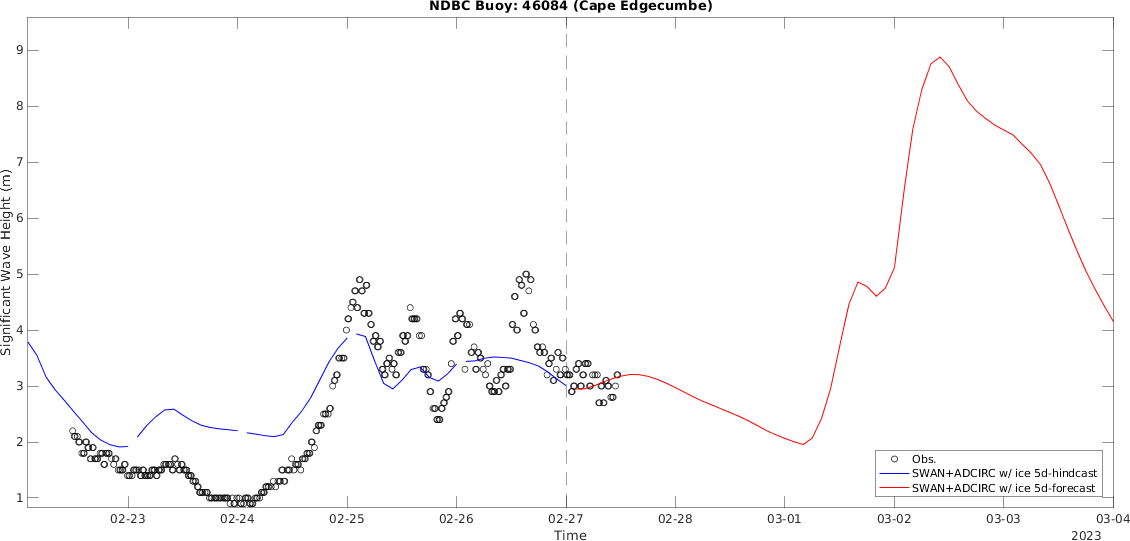 NDBC Buoy: 46084 (Cape Edgecumbe)
Significant Wave Height (m)
9
8
7
6
5
4
3
2
1
Obs.
SWAN+ADCIRC w/ ice 5d-hindcast
SWAN+ADCIRC w/ ice 5d-forecast
02-23 02-24 02-25 02-26 02-27 02-28 03-01 03-02 03-03 03-04
Time
2023